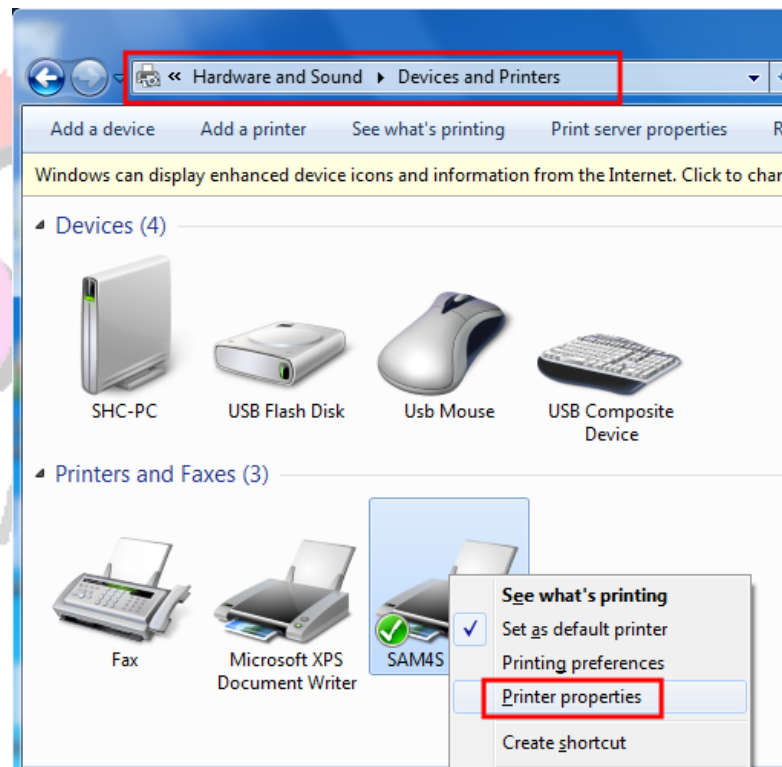 « Hardware and Sound ▸ Devices and Printers
Add a device Add a printer See what's printing Print server properties R
Windows can display enhanced device icons and information from the Internet. Click to char
Devices (4)
SHC-PC USB Flash Disk Usb Mouse USB Composite
Device
Printers and Faxes (3)
Fax Microsoft XPS SAM4S
Document Writer
See what's printing
Set as default printer
Printing preferences
Printer properties
Create shortcut